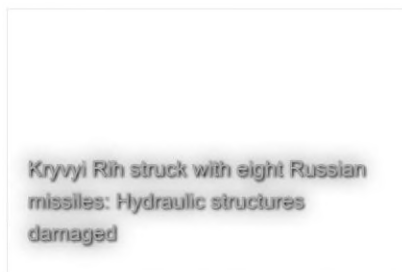 Kryvyi Rih struck with eight Russian
missiles: Hydraulic structures
damaged